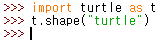 >>> import turtle as t
>>> t.shape("turtle")
>>>